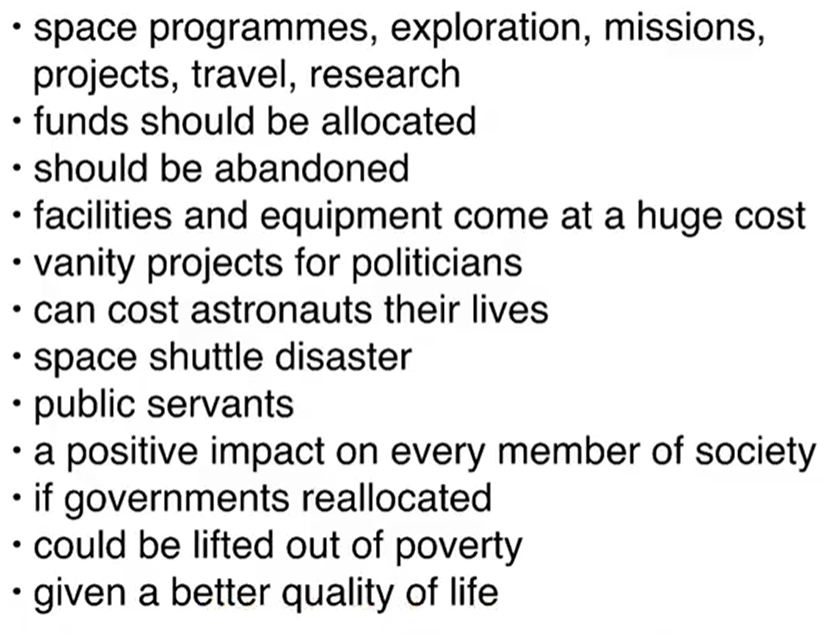 • space programmes, exploration, missions,
projects, travel, research
• funds should be allocated
• should be abandoned
• facilities and equipment come at a huge cost
• vanity projects for politicians
• can cost astronauts their lives
• space shuttle disaster
• public servants
• a positive impact on every member of society
• if governments reallocated
• could be lifted out of poverty
• given a better quality of life